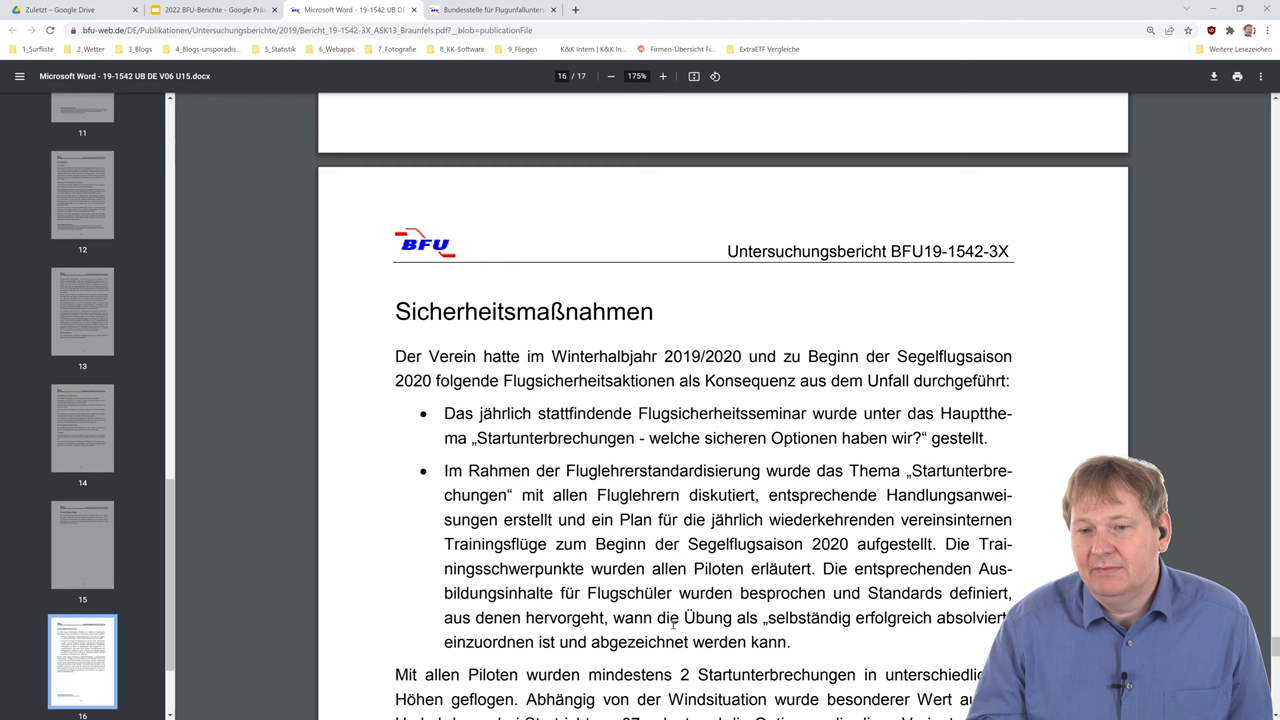 Zuletzt – Google Drive
2022 BFU-Berichte - Google Prä
Microsoft Word - 19-1542 UB DE
Bundesstelle für Flugunfallunters
bfu-web.de/DE/Publikationen/Untersuchungsberichte/2019/Bericht_19-1542-3X_ASK13_Braunfels.pdf?__blob=publicationFile
1_Surfliste
2_Wetter
3_Blogs
4_Blogs-unsporadis...
5_Statistik
6_Webapps
7_Fotografie
8_KK-Software
9_Fliegen
K&K Intern | K&K...
Firmen-Übersicht Fi...
ExtraETF Vergleiche
Weitere Lesezeichen
Microsoft Word - 19-1542 UB DE V06 U15.docx
16 / 17
175%
11
12
13
14
15
16
BFU
Untersuchungsbericht BFU19-1542-3X
Sicherheitsmaßnahmen
Der Verein hatte im Winterhalbjahr 2019/2020 und zu Beginn der Segelflugsaison
2020 folgende Flugsicherheitsaktionen als Konsequenz aus dem Unfall durchgeführt:
• Das jährlich stattfindende Flugsicherheitsseminar wurde unter das Hauptthe-
ma „Startunterbrechungen - welche sicheren Optionen haben wir?“ gestellt.
• Im Rahmen der Fluglehrerstandardisierung wurde das Thema „Startunterbre-
chungen“ mit allen Fluglehrern diskutiert, entsprechende Handlungsanwei-
sungen erstellt und ein Plan für die jährlich wiederkehrenden vereinsinternen
Trainingsflüge zum Beginn der Segelflugsaison 2020 aufgestellt. Die Trai-
ningsschwerpunkte wurden allen Piloten erläutert. Die entsprechenden Aus-
bildungsinhalte für Flugschüler wurden besprochen und Standards definiert,
aus denen hervorgeht, wann die Übung als „selbständig erfolgreich absolviert
einzuordnen ist und abgezeichnet werden kann.
Mit allen Piloten wurden mindestens 2 Startunterbrechungen in
Höhen geflogen. Abhängig von der Windsituation wurde besonderer Wert